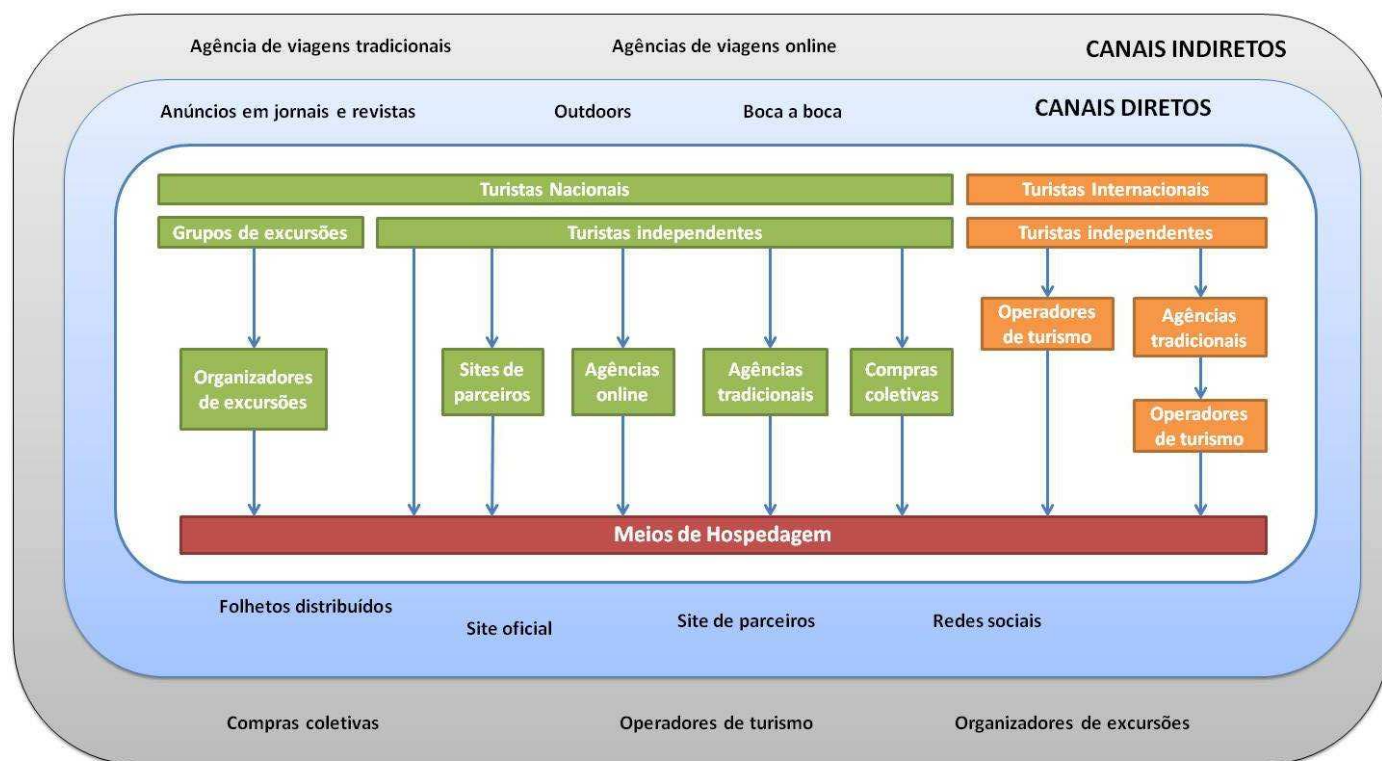 Agência de viagens tradicionais
Agências de viagens online
CANAIS INDIRETOS
Anúncios em jornais e revistas
Outdoors
Boca a boca
CANAIS DIRETOS
Turistas Nacionais
Turistas Internacionais
Grupos de excursões
Turistas independentes
Turistas independentes
Organizadores
de excursões
Sites de
parceiros
Agências
online
Agências
tradicionais
Compras
coletivas
Operadores
de turismo
Agências
tradicionais
Operadores
de turismo
Meios de Hospedagem
Folhetos distribuídos
Site oficial
Site de parceiros
Redes sociais
Compras coletivas
Operadores de turismo
Organizadores de excursões